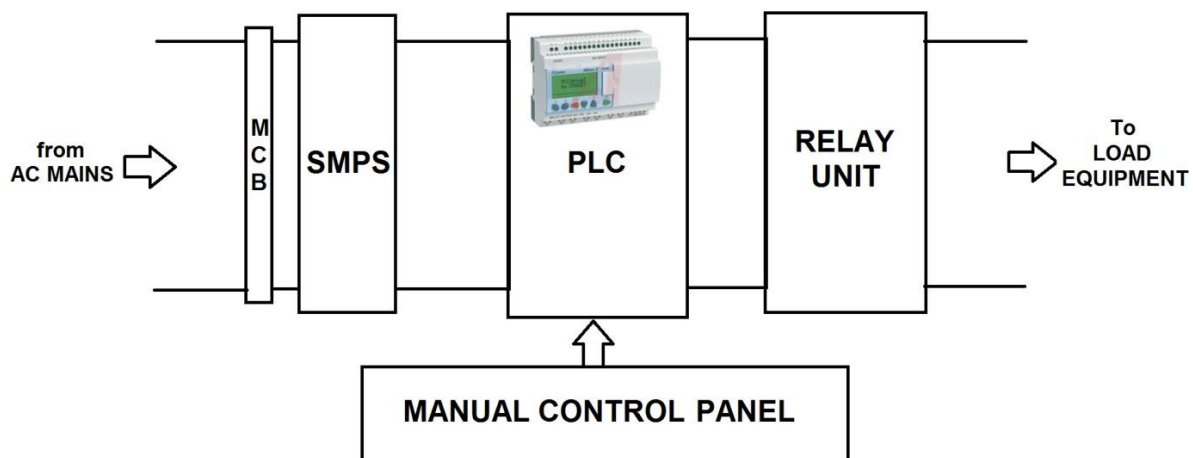 from
AC MAINS
M
C
B
SMPS
PLC
RELAY
UNIT
To
LOAD
EQUIPMENT
MANUAL CONTROL PANEL